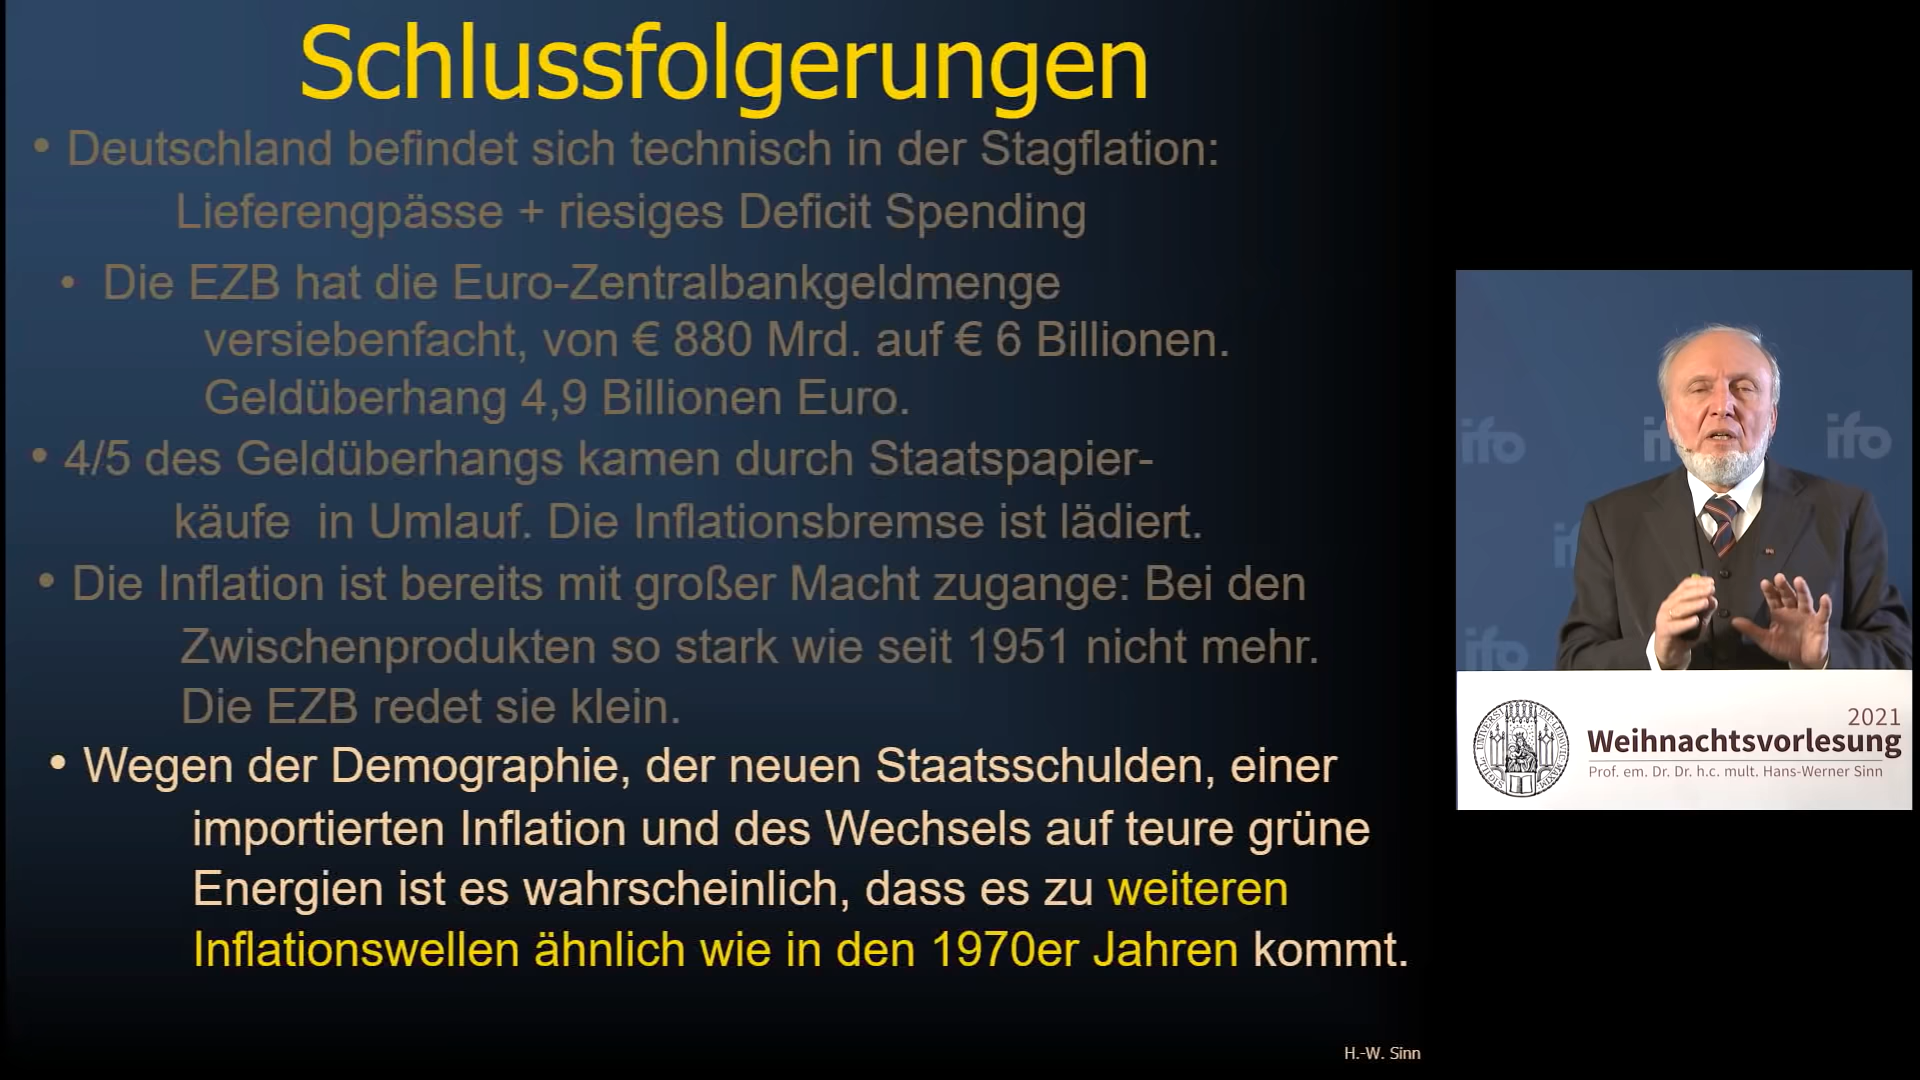 Schlussfolgerungen
• Deutschland befindet sich technisch in der Stagflation:
Lieferengpässe + riesiges Deficit Spending
• Die EZB hat die Euro-Zentralbankgeldmenge
versiebenfacht, von € 880 Mrd. auf € 6 Billionen.
Geldüberhang 4,9 Billionen Euro.
• 4/5 des Geldüberhangs kamen durch Staatspapier-
käufe in Umlauf. Die Inflationsbremse ist lädiert.
• Die Inflation ist bereits mit großer Macht zugange: Bei den
Zwischenprodukten so stark wie seit 1951 nicht mehr.
Die EZB redet sie klein.
• Wegen der Demographie, der neuen Staatsschulden, einer
importierten Inflation und des Wechsels auf teure grüne
Energien ist es wahrscheinlich, dass es zu weiteren
Inflationswellen ähnlich wie in den 1970er Jahren kommt.
H.-W. Sinn
ifo
ifo
ifo
ifo
2021
Weihnachtsvorlesung
Prof. em. Dr. Dr. h.c. mult. Hans-Werner Sinn